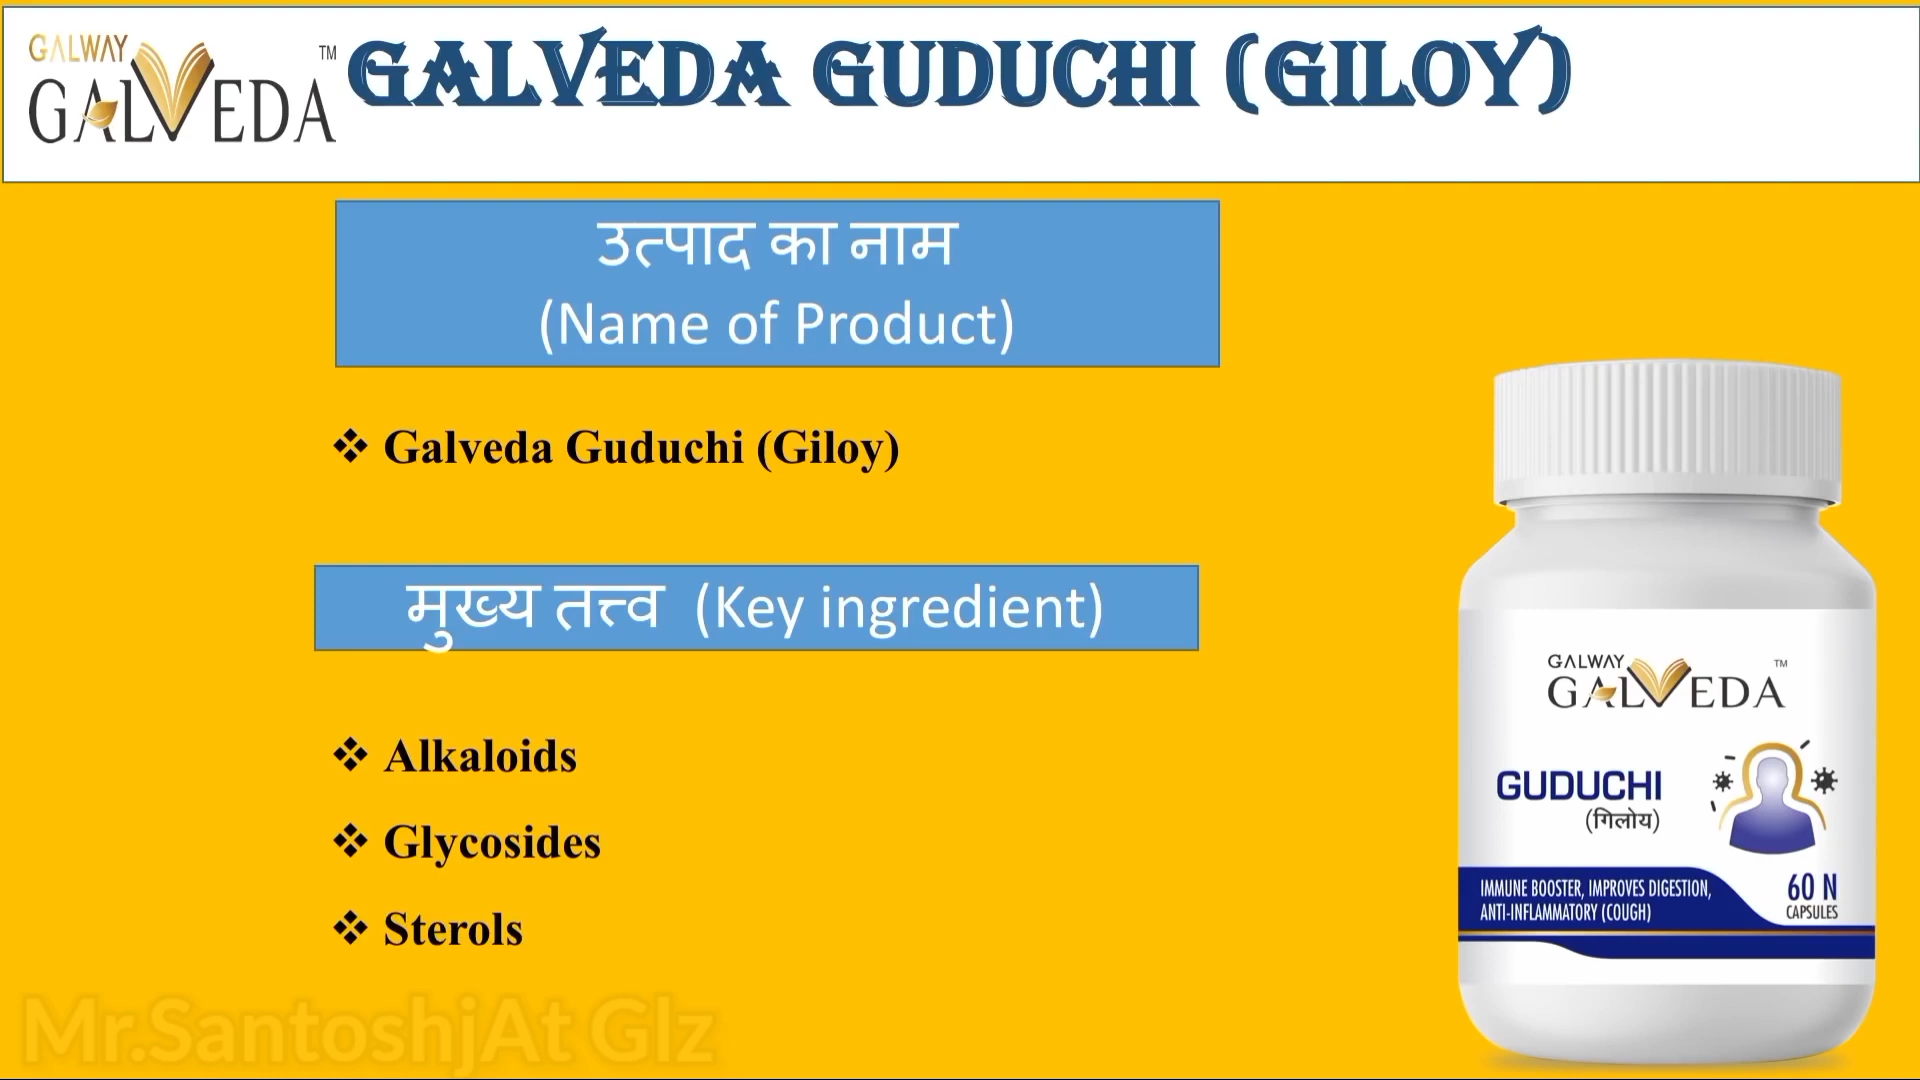 GALWAY
GALVEDA
TM
GALVEDA GUDUCHI (GILOY)
उत्पाद का नाम
(Name of Product)
❖ Galveda Guduchi (Giloy)
मुख्य तत्त्व (Key ingredient)
❖ Alkaloids
❖ Glycosides
❖ Sterols
GALWAY
GALVEDA
TM
GUDUCHI
(गिलोय)
IMMUNE BOOSTER, IMPROVES DIGESTION,
ANTI-INFLAMMATORY (COUGH)
60 N
CAPSULES
Mr.SantoshjAt Glz